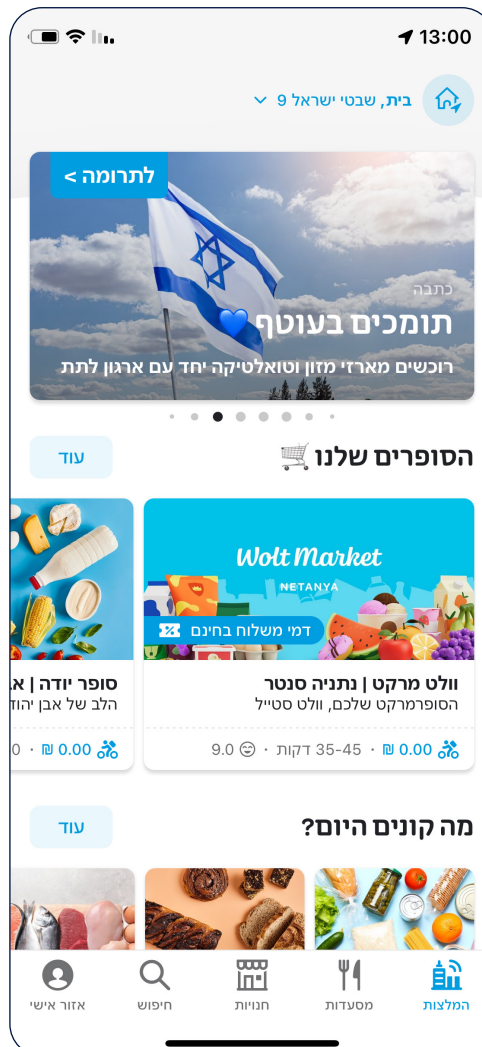 13:00
בית, שבטי ישראל 9
לתרומה >
כתבה
תומכים בעוטף 💙
רוכשים מארזי מזון וטואלטיקה יחד עם ארגון לתת
הסופרים שלנו 🛒
עוד
Wolt Market
NETANYA
דמי משלוח בחינם
וולט מרקט | נתניה סנטר
הסופרמרקט שלכם, וולט סטייל
0.00 ₪ · 35-45 דקות · 9.0
סופר יודה |
הלב של אבן
0.00 ₪ ·
מה קונים היום?
עוד
המלצות
מסעדות
חנויות
חיפוש
אזור אישי